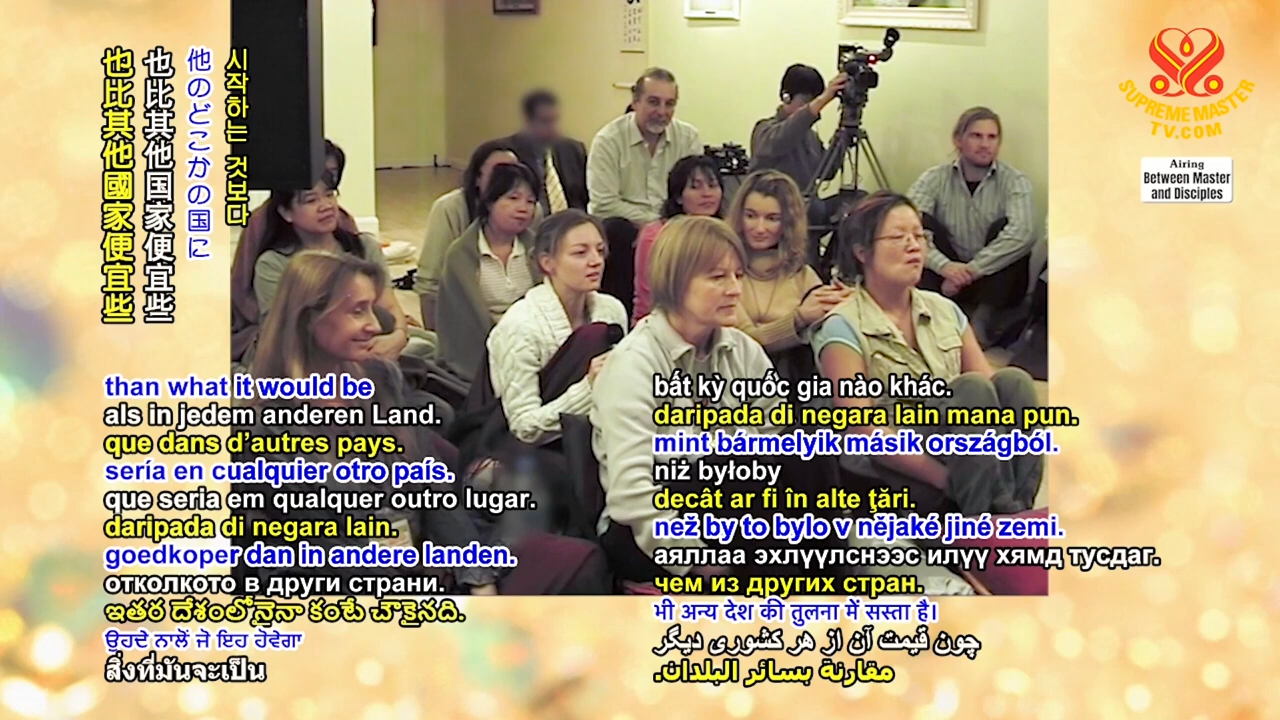 시작하는 것보다
他のどこかの国に
也比其他国家便宜些
也比其他國家便宜些
SUPREME MASTER
TV.COM
Airing
Between Master
and Disciples
than what it would be
als in jedem anderen Land.
que dans d’autres pays.
sería en cualquier otro país.
que seria em qualquer outro lugar.
daripada di negara lain.
goedkoper dan in andere landen.
отколкото в други страни.
ఇతర దేశంలోనైనా కంటే చౌకైనది.
ਉਹਦੇ ਨਾਲੋਂ ਜੋ ਇਹ ਹੋਵੇਗਾ
สิ่งที่มันจะเป็น
bất kỳ quốc gia nào khác.
daripada di negara lain mana pun.
mint bármelyik másik országból.
niż byłoby
decât ar fi în alte ţări.
než by to bylo v nějaké jiné zemi.
аяллаа эхлүүлснээс илүү хямд тусдаг.
чем из других стран.
भी अन्य देश की तुलना में सस्ता है।
چون قیمت آن از هر کشوری دیگر
مقارنة بسائر البلدان.